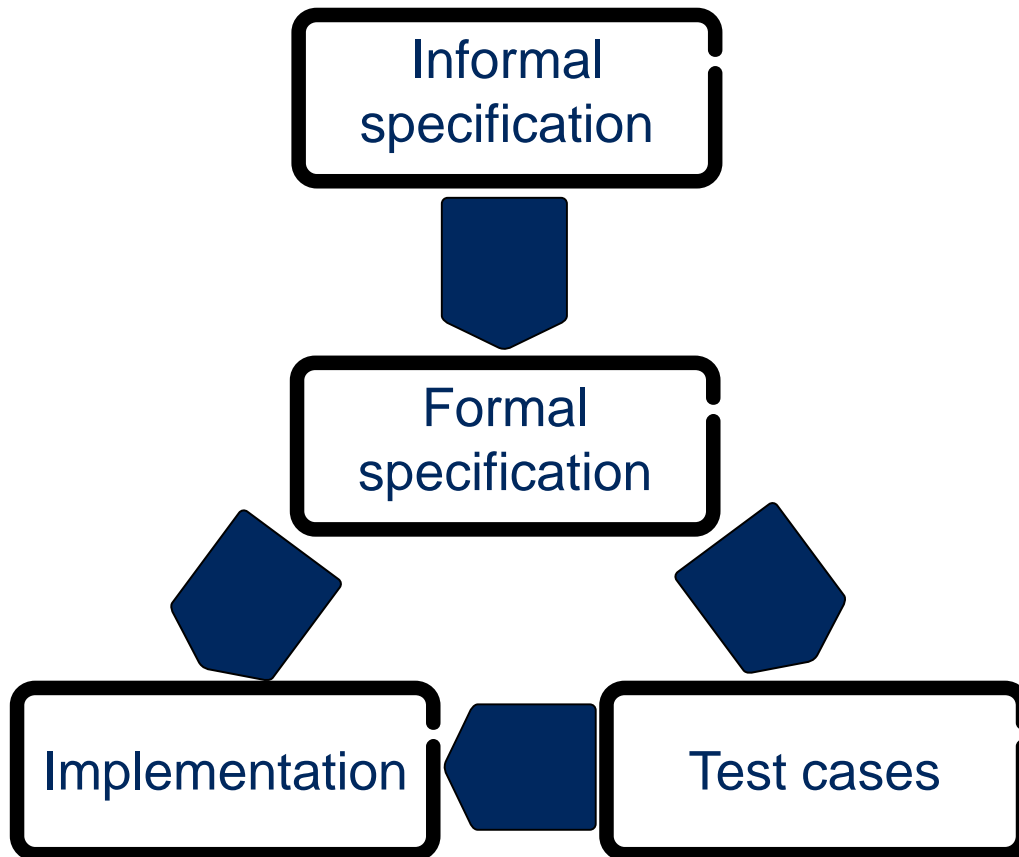 Informal
specification
Formal
specification
Implementation
Test cases